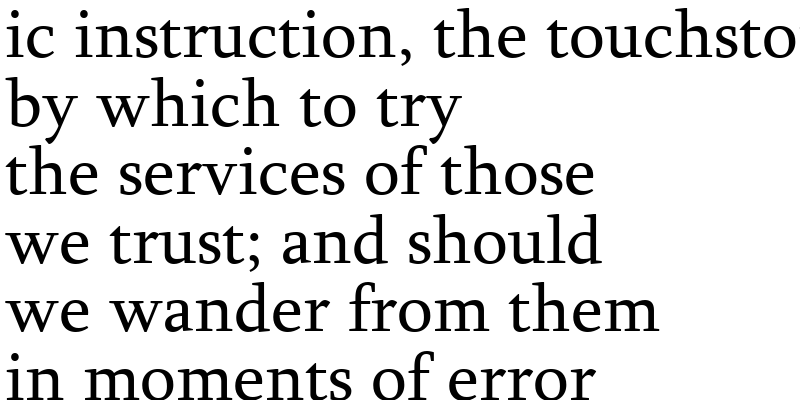 ic instruction, the
by which to try
the services of those
we trust; and should
we wander from them
in moments of error